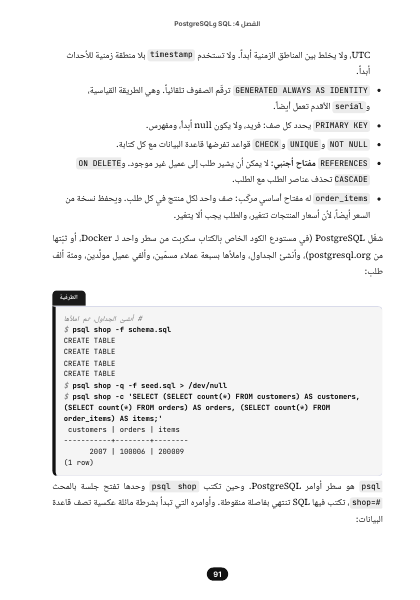 الفصل 4: SQL وPostgreSQL
UTC، ولا يخلط بين المناطق الزمنية أبداً. ولا تستخدم timestamp بلا منطقة زمنية للأحداث
أبداً.
• GENERATED ALWAYS AS IDENTITY ترقّم الصفوف تلقائياً. وهي الطريقة القياسية،
وserial الأقدم تعمل أيضاً.
• PRIMARY KEY يحدد كل صف: فريد، ولا يكون null أبداً، ومفهرس.
• NOT NULL و UNIQUE و CHECK قواعد تفرضها قاعدة البيانات مع كل كتابة.
• REFERENCES مفتاح أجنبي: لا يمكن أن يشير طلب إلى عميل غير موجود. وON DELETE
CASCADE تحذف عناصر الطلب مع الطلب.
• order_items له مفتاح أساسي مركّب: صف واحد لكل منتج في كل طلب. ويحفظ نسخة من
السعر أيضاً، لأن أسعار المنتجات تتغير، والطلب يجب ألا يتغير.
شغّل PostgreSQL (في مستودع الكود الخاص بالكتاب سكربت من سطر واحد لـ Docker، أو ثبّتها
من postgresql.org)، وأنشئ الجداول، واملأها بسبعة عملاء مسمّين، وألفي عميل مولّدين، ومئة ألف
طلب:
الطرفية
# أنشئ الجداول ثم املأها
$ psql shop -f schema.sql
CREATE TABLE
CREATE TABLE
CREATE TABLE
CREATE TABLE
$ psql shop -q -f seed.sql > /dev/null
$ psql shop -c 'SELECT (SELECT count(*) FROM customers) AS customers,
(SELECT count(*) FROM orders) AS orders, (SELECT count(*) FROM
order_items) AS items;'
customers | orders | items
-----------+--------+--------
2007 | 100006 | 200009
(1 row)
psql هو سطر أوامر PostgreSQL. وحين تكتب psql shop وحدها تفتح جلسة بالمحث
shop=#، تكتب فيها SQL تنتهي بفاصلة منقوطة. وأوامره التي تبدأ بشرطة مائلة عكسية تصف قاعدة
البيانات:
91